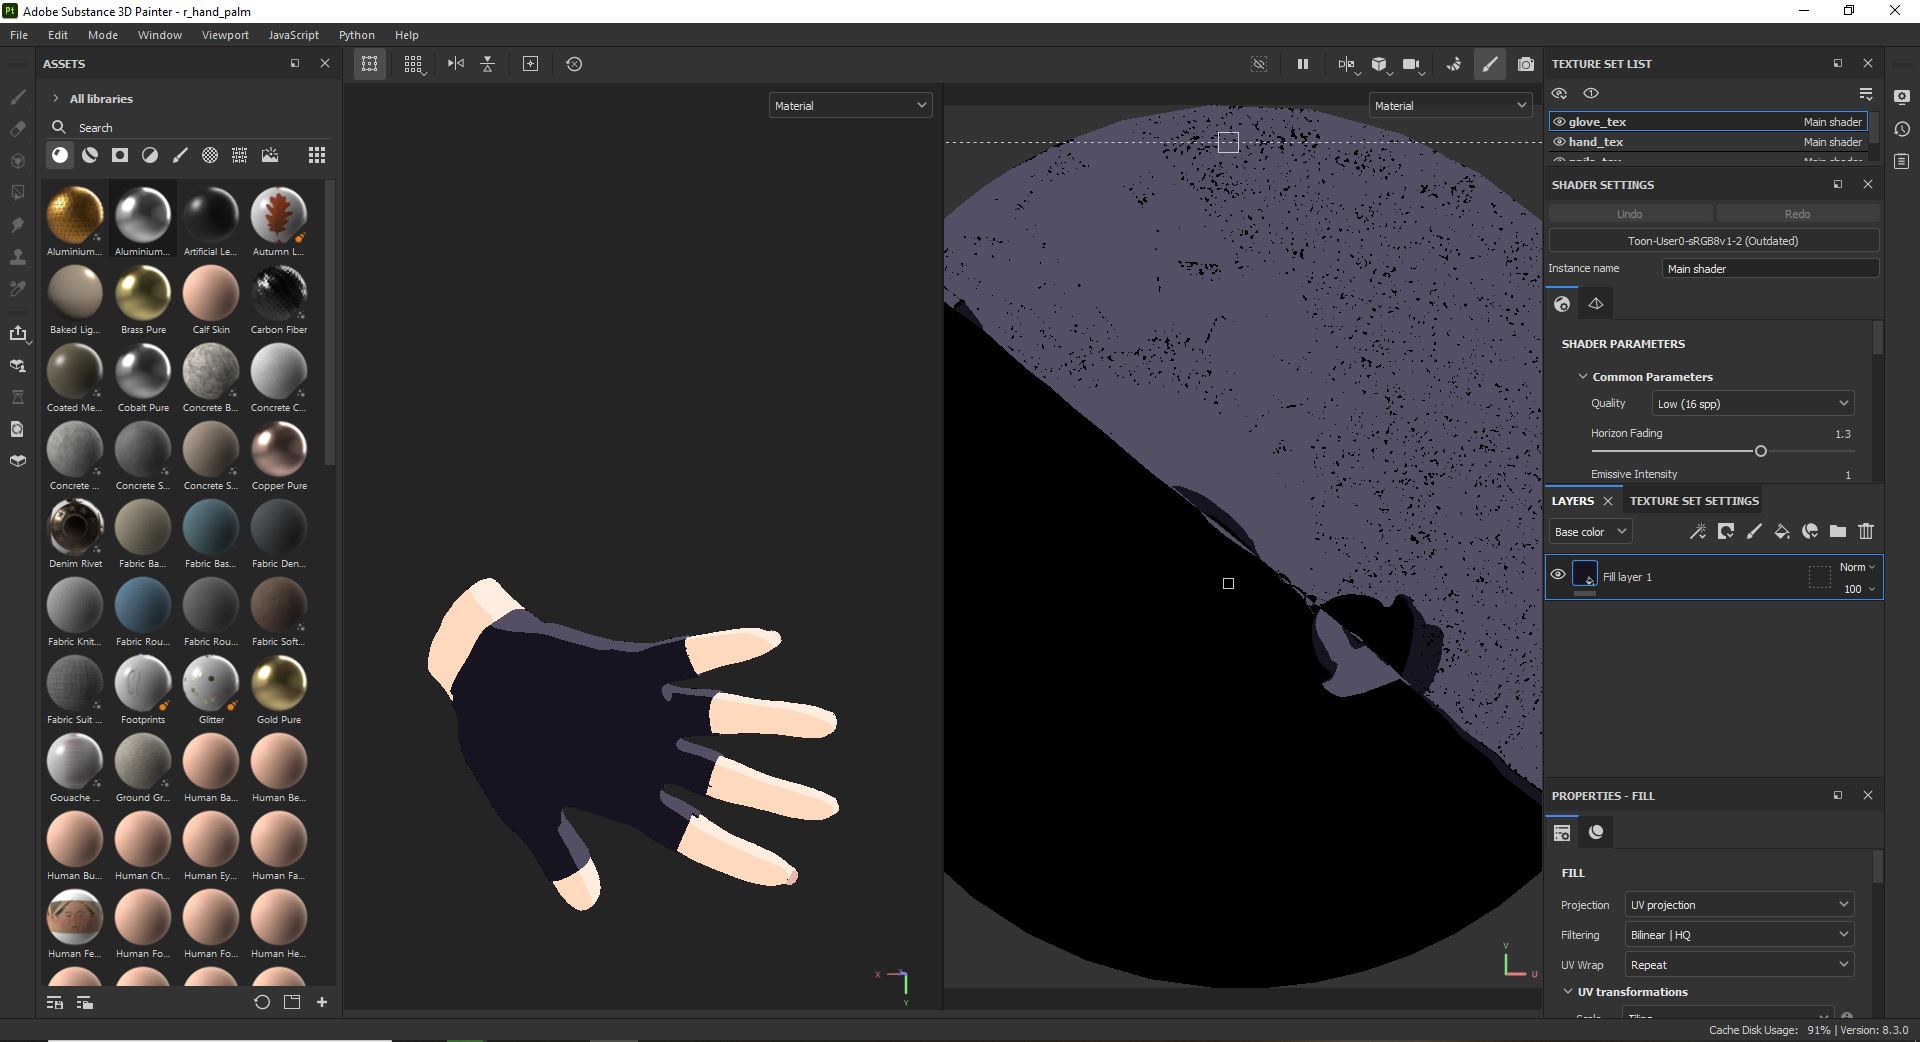 Pt Adobe Substance 3D Painter - r_hand_palm
File Edit Mode Window Viewport JavaScript Python Help
ASSETS
All libraries
Search
Aluminium... Aluminium... Artificial Le... Autumn L...
Baked Lig... Brass Pure Calf Skin Carbon Fiber
Coated Me... Cobalt Pure Concrete B... Concrete C...
Concrete ... Concrete S... Concrete S... Copper Pure
Denim Rivet Fabric Ba... Fabric Bas... Fabric Den...
Fabric Knit... Fabric Rou... Fabric Rou... Fabric Soft...
Fabric Suit ... Footprints Glitter Gold Pure
Gouache ... Ground Gr... Human Ba... Human Be...
Human Bu... Human Ch... Human Ey... Human Fa...
Human Fe... Human Fo... Human Fo... Human He...
Material
X
Y
Material
V
U
TEXTURE SET LIST
glove_tex Main shader
hand_tex Main shader
SHADER SETTINGS
Undo Redo
Toon-User0-sRGB8v1-2 (Outdated)
Instance name Main shader
SHADER PARAMETERS
Common Parameters
Quality Low (16 spp)
Horizon Fading 1.3
Emissive Intensity 1
LAYERS TEXTURE SET SETTINGS
Base color
Fill layer 1 Norm
100
PROPERTIES - FILL
FILL
Projection UV projection
Filtering Bilinear | HQ
UV Wrap Repeat
UV transformations
Cache Disk Usage: 91% | Version: 8.3.0